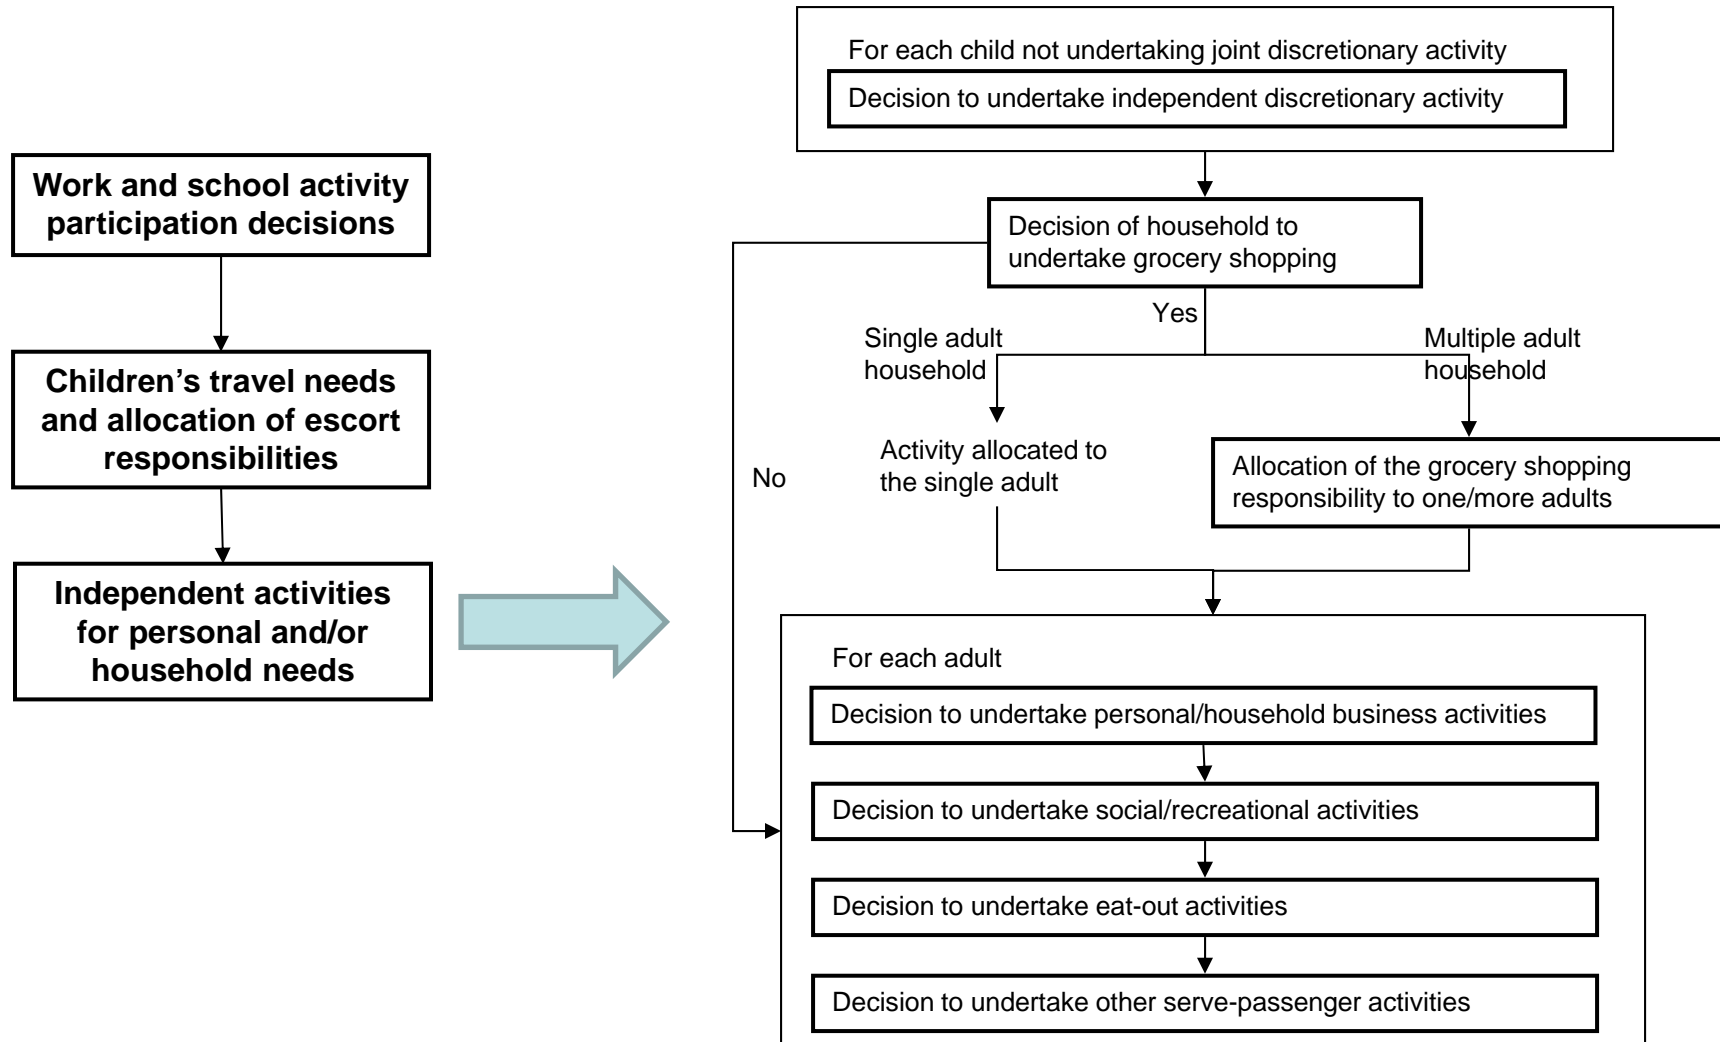 Work and school activity
participation decisions
Children’s travel needs
and allocation of escort
responsibilities
Independent activities
for personal and/or
household needs
For each child not undertaking joint discretionary activity
Decision to undertake independent discretionary activity
Decision of household to
undertake grocery shopping
Yes
Single adult
household
Multiple adult
household
No
Activity allocated to
the single adult
Allocation of the grocery shopping
responsibility to one/more adults
For each adult
Decision to undertake personal/household business activities
Decision to undertake social/recreational activities
Decision to undertake eat-out activities
Decision to undertake other serve-passenger activities